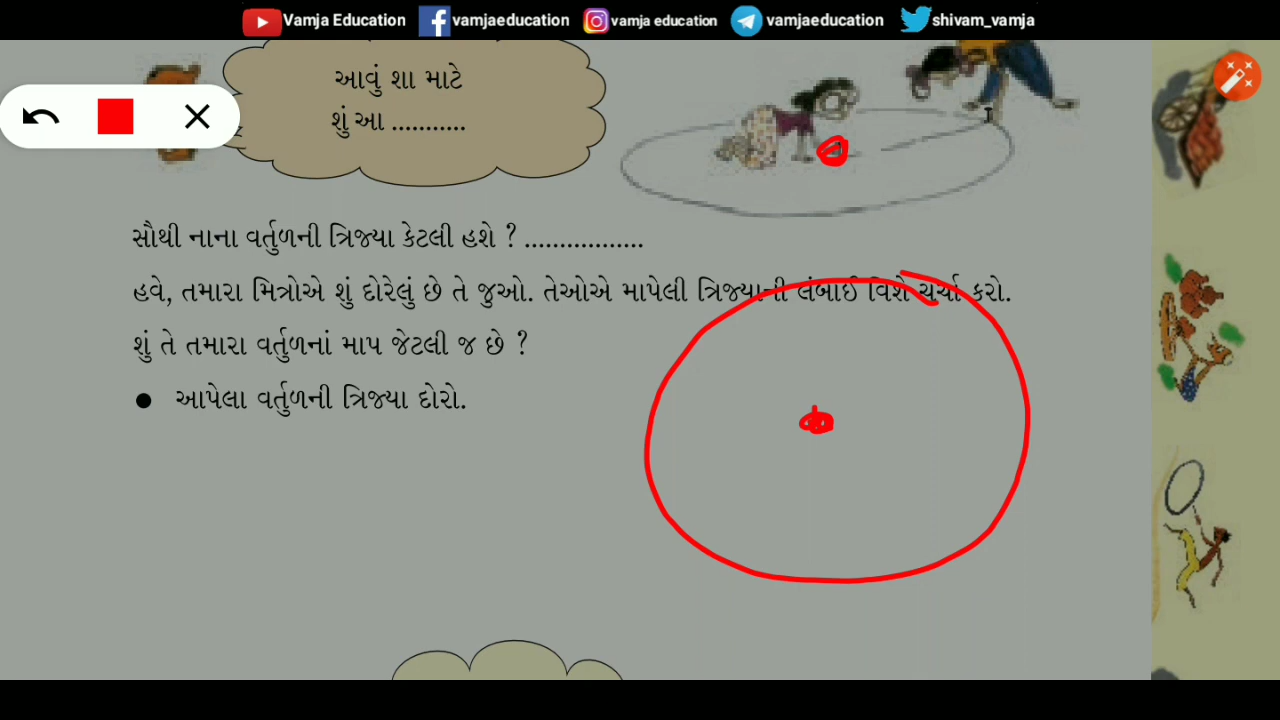 Vamja Education vamjaeducation vamja education vamjaeducation shivam_vamja
આવું શા માટે
શું આ ...........
સૌથી નાના વર્તુળની ત્રિજ્યા કેટલી હશે ? .................
હવે, તમારા મિત્રોએ શું દોરેલું છે તે જુઓ. તેઓએ માપેલી ત્રિજ્યાની લંબાઈ વિશે ચર્ચા કરો.
શું તે તમારા વર્તુળનાં માપ જેટલી જ છે ?
● આપેલા વર્તુળની ત્રિજ્યા દોરો.